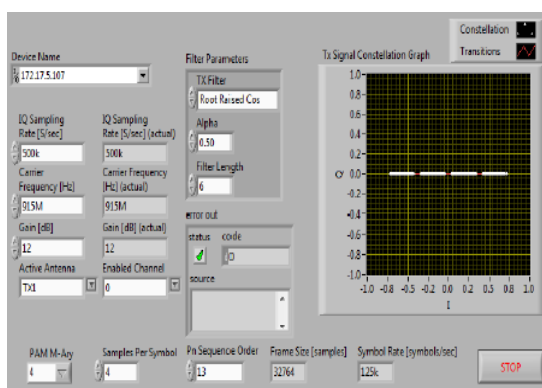 Constellation
Transitions
Device Name
172.17.5.107
Filter Parameters
TX Filter
Root Raised Cos
Alpha
0.50
Filter Length
6
Tx Signal Constellation Graph
1.0
0.8
0.6
0.4
0.2
0.0
-0.2
-0.4
-0.6
-0.8
-1.0
Q
-1.0 -0.8 -0.5 -0.2 0.0 0.2 0.5 0.8 1.0
I
IQ Sampling
Rate [S/sec]
500k
IQ Sampling
Rate [S/sec] (actual)
500k
Carrier
Frequency [Hz]
915M
Carrier Frequency
[Hz] (actual)
915M
Gain [dB]
12
Gain [dB] (actual)
12
Active Antenna
TX1
Enabled Channel
0
error out
status code
0
source
PAM M-Ary
4
Samples Per Symbol
4
Pn Sequence Order
13
Frame Size [samples]
32764
Symbol Rate [symbols/sec]
125k
STOP